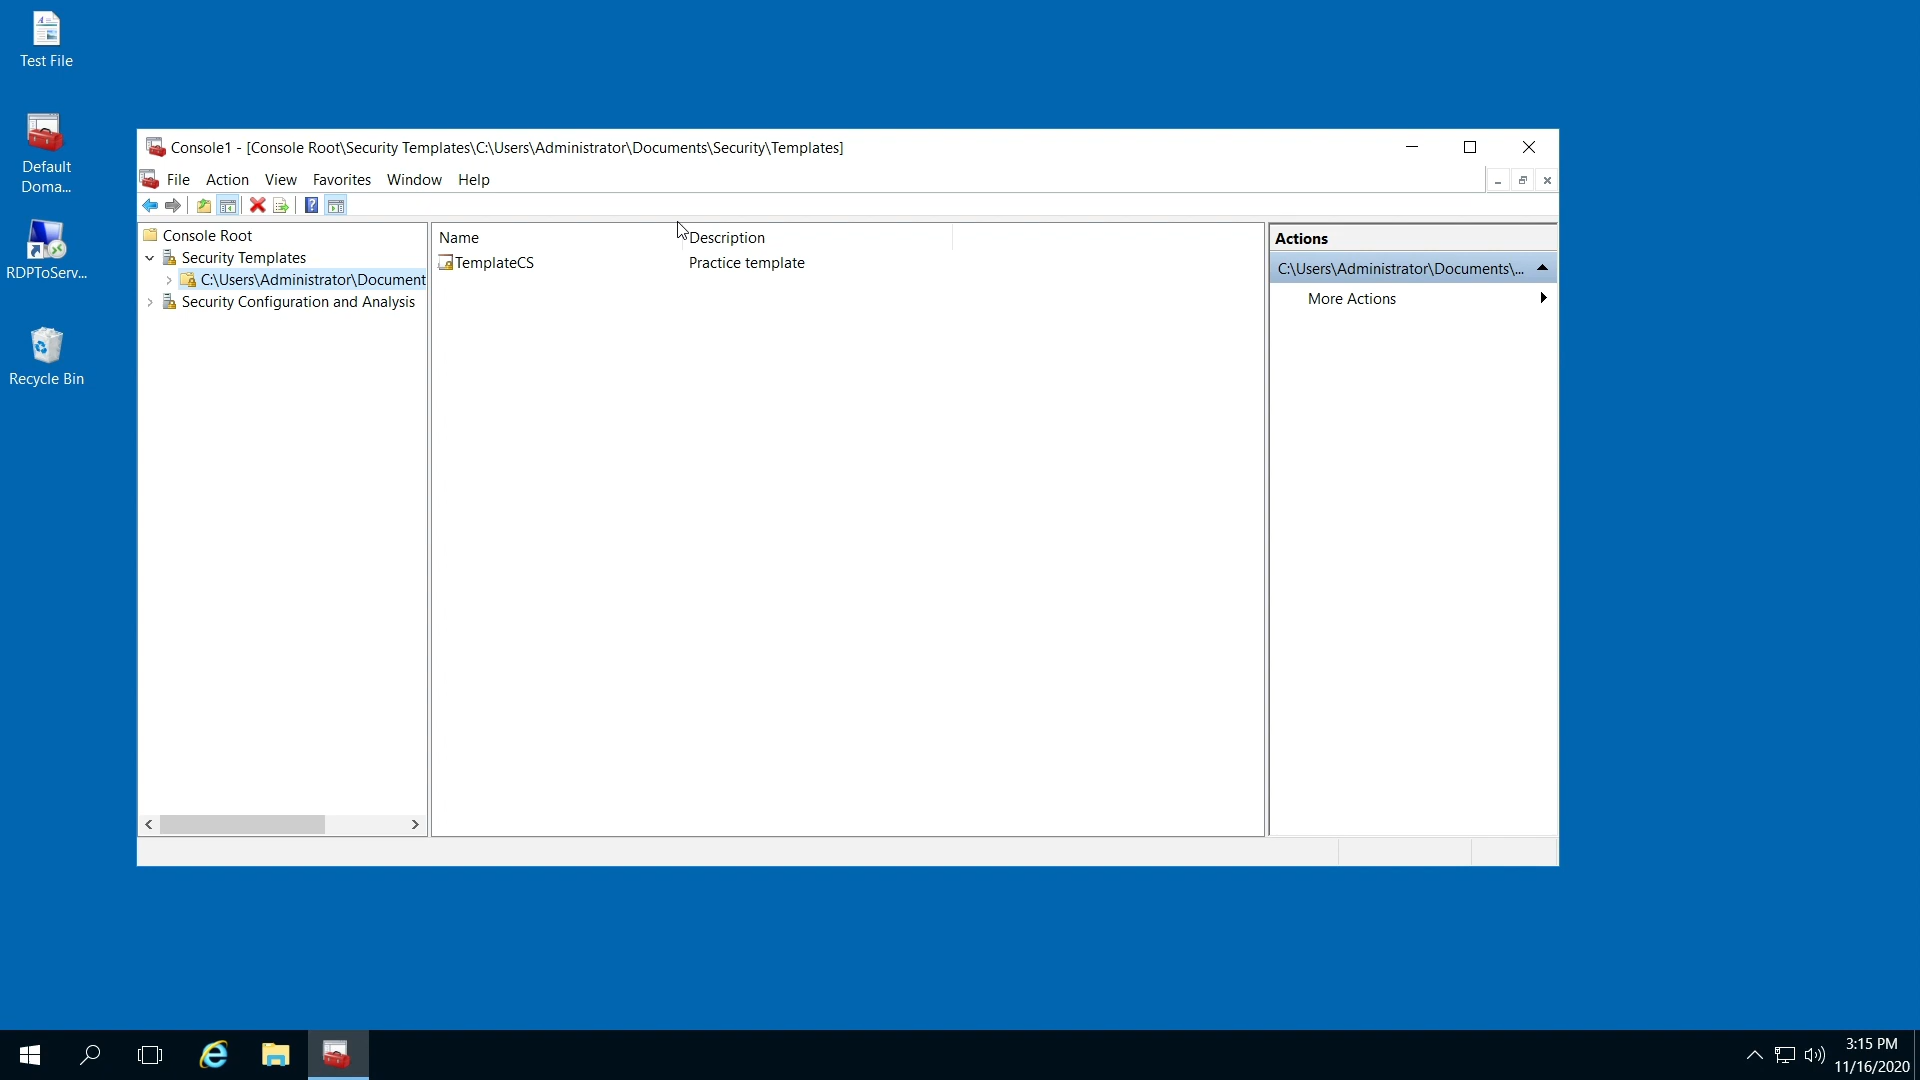 Test File
Default
Doma...
RDPToServ...
Recycle Bin
Console1 - [Console Root\Security Templates\C:\Users\Administrator\Documents\Security\Templates]
File Action View Favorites Window Help
Console Root
Security Templates
C:\Users\Administrator\Document
Security Configuration and Analysis
Name Description
TemplateCS Practice template
Actions
C:\Users\Administrator\Documents\...
More Actions
3:15 PM
11/16/2020